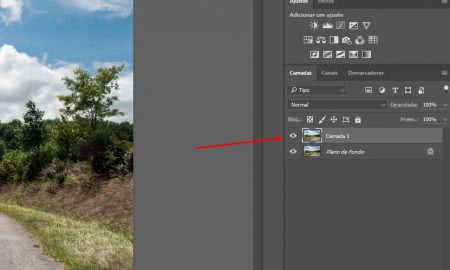 Ajustes Estilos
Adicionar um ajuste
Camadas Canais Demarcadores
Tipo
Normal Opacidade: 100%
Bloq.: Preen.: 100%
Camada 1
Plano de Fundo